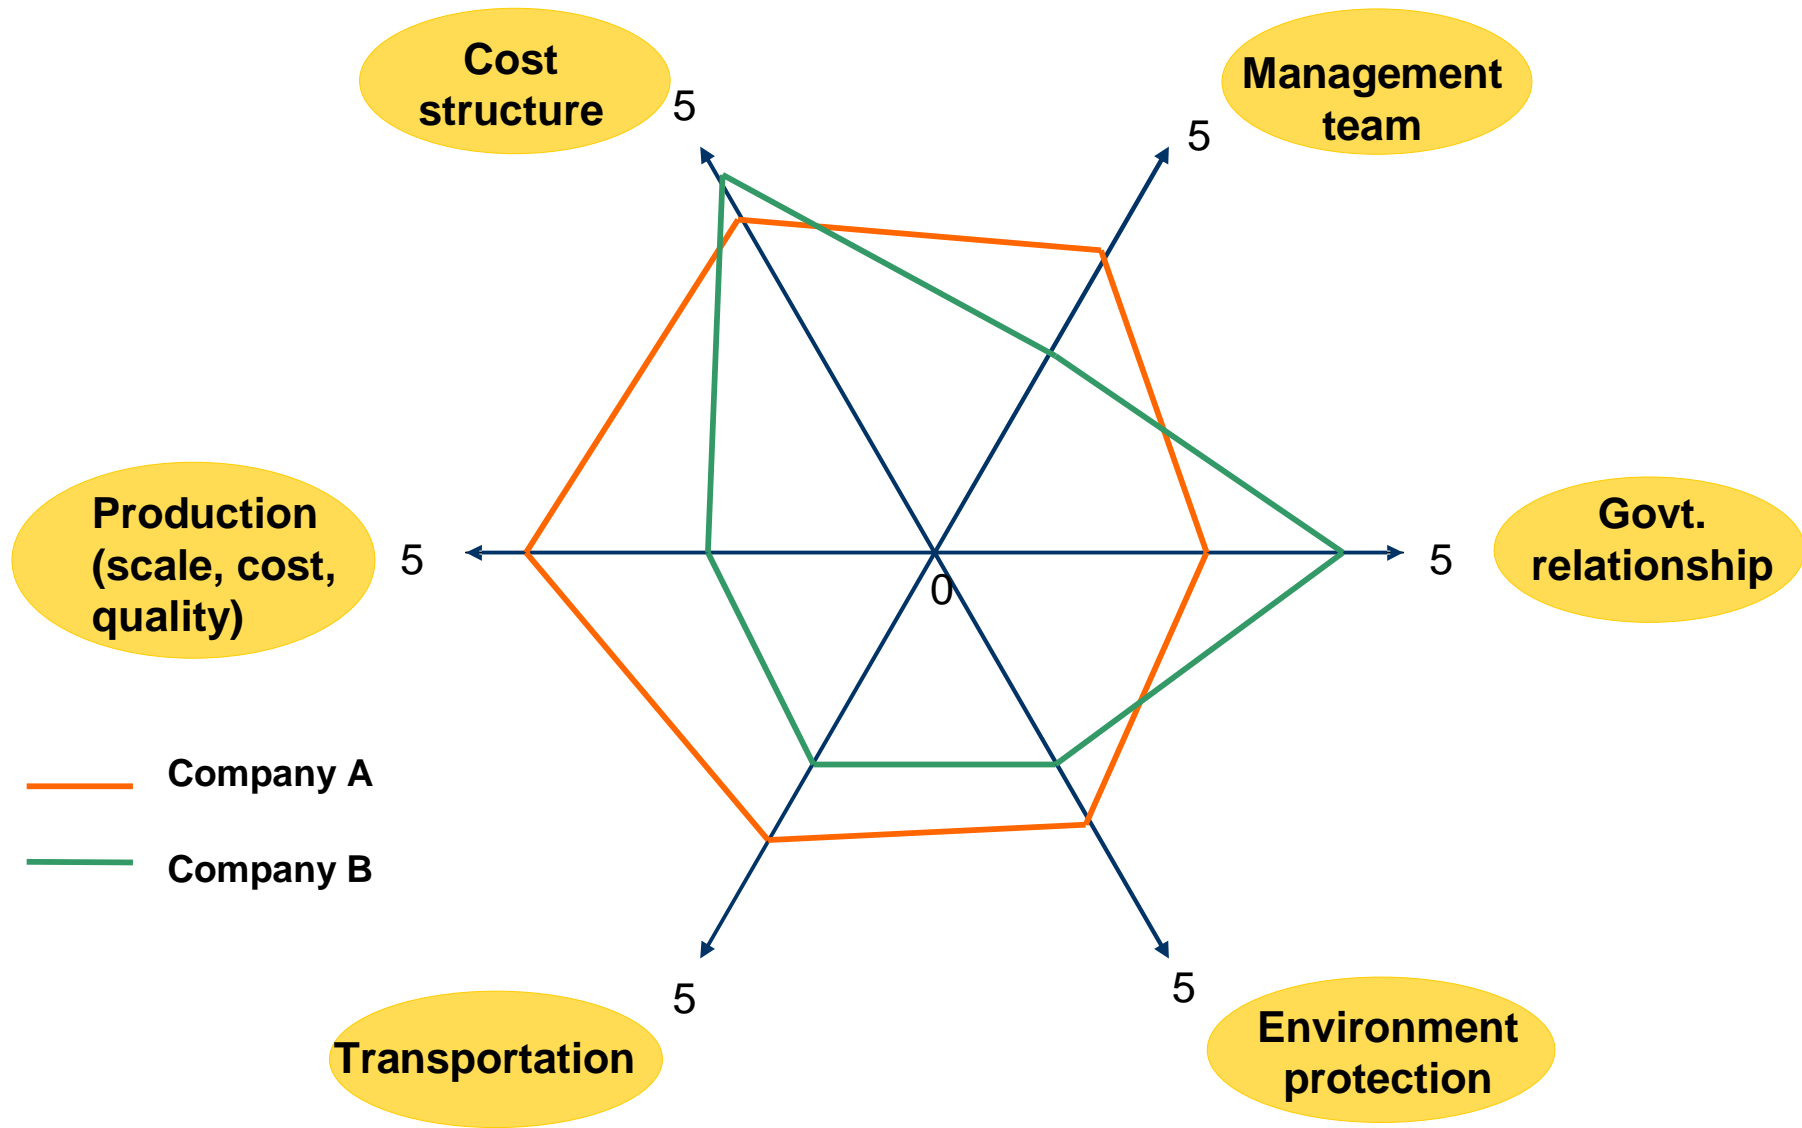 Cost
structure
5
Management
team
5
Production
(scale, cost,
quality)
5
0
5
Govt.
relationship
Company A
Company B
5
Transportation
5
Environment
protection